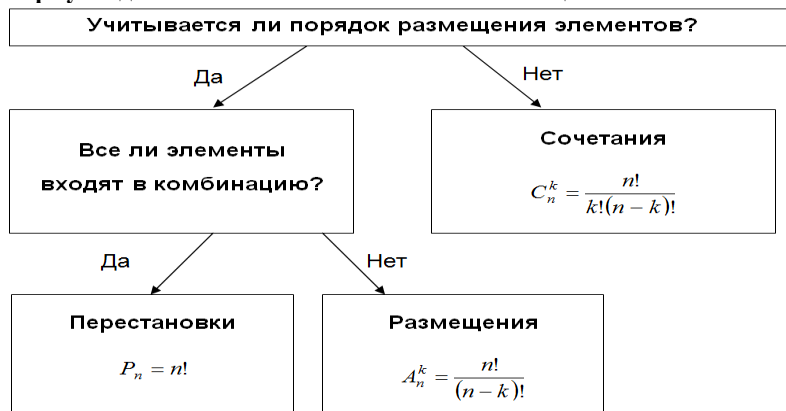 Учитывается ли порядок размещения элементов?
Да
Нет
Все ли элементы
входят в комбинацию?
Сочетания
C_n^k = n! / k!(n − k)!
Да
Нет
Перестановки
P_n = n!
Размещения
A_n^k = n! / (n − k)!